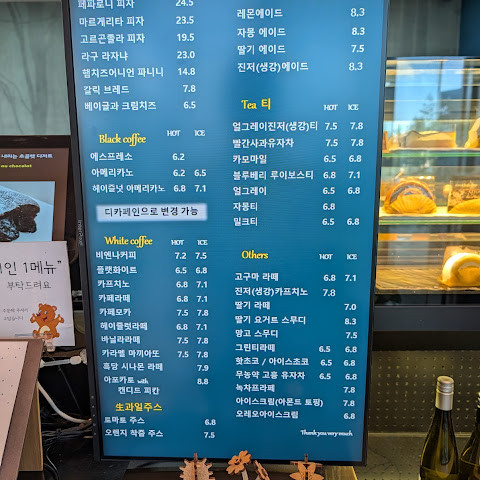 페파로니 피자 24.5
마르게리타 피자 23.5
고르곤졸라 피자 19.5
라구 라자냐 23.0
햄치즈어니언 파니니 14.8
갈릭 브레드 7.8
베이글과 크림치즈 6.5
Black coffee HOT ICE
에스프레소 6.2
아메리카노 6.2 6.5
헤이즐넛 아메리카노 6.8 7.1
디카페인으로 변경 가능
White coffee HOT ICE
비엔나커피 7.2 7.5
플랫화이트 6.5 6.8
카푸치노 6.8 7.1
카페라떼 6.8 7.1
카페모카 7.5 7.8
헤이즐럿라떼 6.8 7.1
바닐라라떼 7.5 7.8
카라멜 마끼아또 7.5 7.8
흑당 시나몬 라떼 7.9
아포카토 with 8.8
캔디드 피칸
生과일주스
토마토 주스 6.8
오렌지 착즙 주스 7.5
레몬에이드 8.3
자몽 에이드 8.3
딸기 에이드 7.5
진저(생강)에이드 8.3
Tea 티 HOT ICE
얼그레이진저(생강)티 7.5 7.8
빨간사과유자차 7.5 7.8
카모마일 6.5 6.8
블루베리 루이보스티 6.8 7.1
얼그레이 6.5 6.8
자몽티 6.8
밀크티 6.5 6.8
Others HOT ICE
고구마 라떼 6.8 7.1
진저(생강)카푸치노 7.8
딸기 라떼 7.0
딸기 요거트 스무디 8.3
망고 스무디 7.5
그린티라떼 6.5 6.8
핫초코 / 아이스초코 6.5 6.8
무농약 고흥 유자차 6.5 6.8
녹차프라페 7.8
아이스크림(아몬드 토핑) 7.8
오레오아이스크림 6.8
Thank you very much
인 1메뉴"
부탁드려요